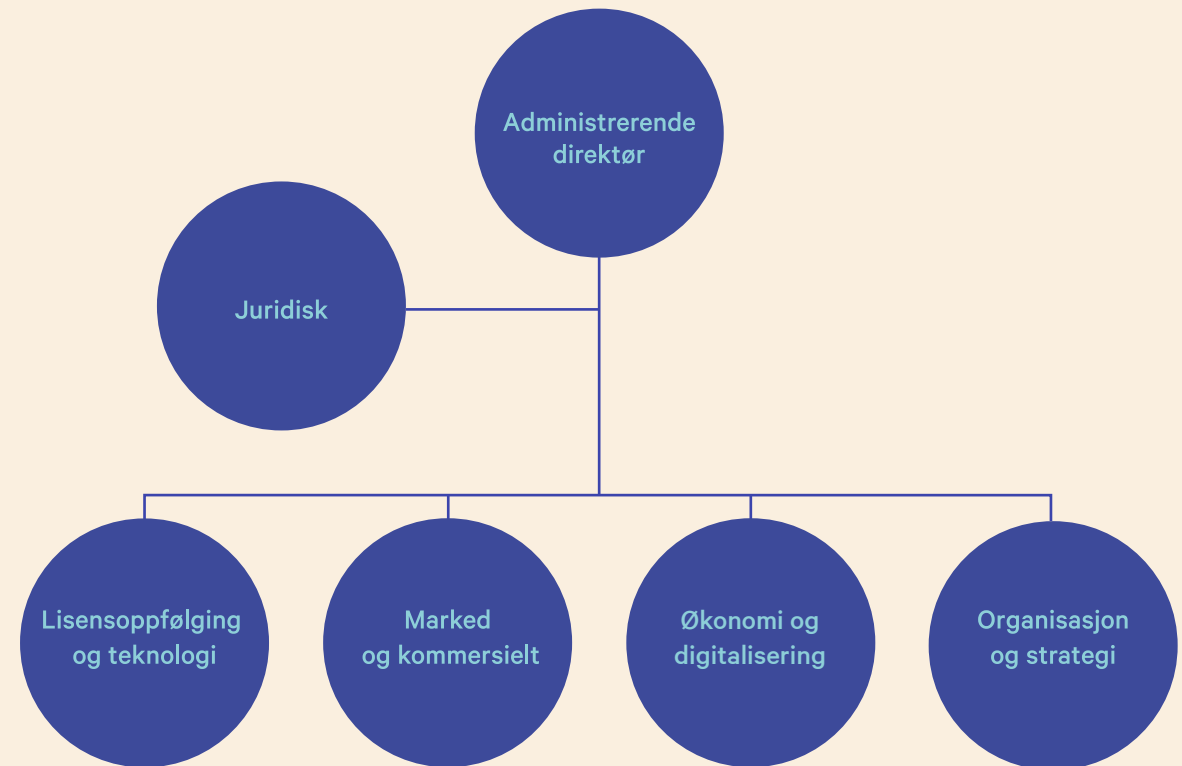 Administrerende
direktør
Juridisk
Lisensoppfølging
og teknologi
Marked
og kommersielt
Økonomi og
digitalisering
Organisasjon
og strategi